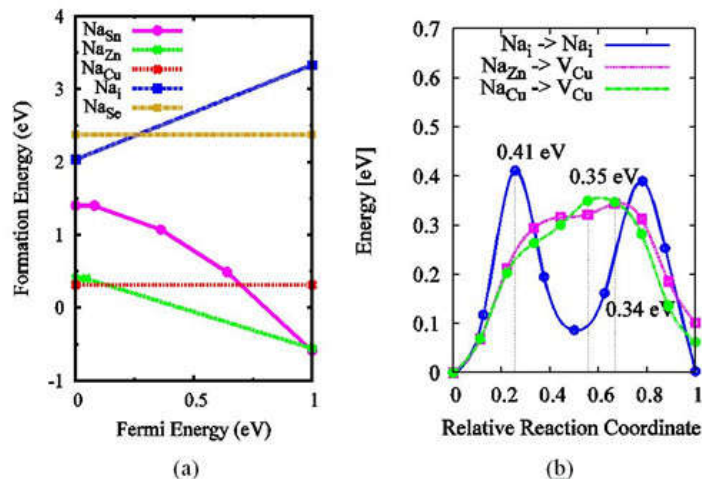 Na_Sn
Na_Zn
Na_Cu
Na_i
Na_Se
Formation Energy (eV)
4
3
2
1
0
-1
0
0.5
1
Fermi Energy (eV)
(a)
Na_i -> Na_i
Na_Zn -> V_Cu
Na_Cu -> V_Cu
0.41 eV
0.35 eV
0.34 eV
Energy [eV]
0.7
0.6
0.5
0.4
0.3
0.2
0.1
0
0 0.2 0.4 0.6 0.8 1
Relative Reaction Coordinate
(b)